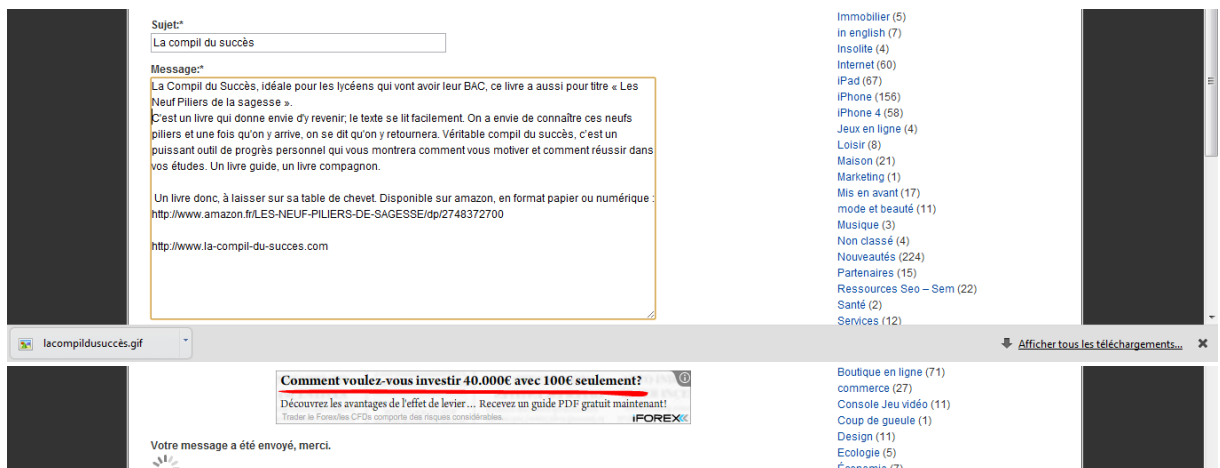 Sujet:*
La compil du succès
Message:*
La Compil du Succès, idéale pour les lycéens qui vont avoir leur BAC, ce livre a aussi pour titre « Les
Neuf Piliers de la sagesse ».
C'est un livre qui donne envie d'y revenir; le texte se lit facilement. On a envie de connaître ces neufs
piliers et une fois qu'on y arrive, on se dit qu'on y retournera. Véritable compil du succès, c'est un
puissant outil de progrès personnel qui vous montrera comment vous motiver et comment réussir dans
vos études. Un livre guide, un livre compagnon.
Un livre donc, à laisser sur sa table de chevet. Disponible sur amazon, en format papier ou numérique :
http://www.amazon.fr/LES-NEUF-PILIERS-DE-SAGESSE/dp/2748372700
http://www.la-compil-du-succes.com
Immobilier (5)
in english (7)
Insolite (4)
Internet (60)
iPad (67)
iPhone (156)
iPhone 4 (58)
Jeux en ligne (4)
Loisir (8)
Maison (21)
Marketing (1)
Mis en avant (17)
mode et beauté (11)
Musique (3)
Non classé (4)
Nouveautés (224)
Partenaires (15)
Ressources Seo – Sem (22)
Santé (2)
Services (12)
lacompildusuccès.gif
Afficher tous les téléchargements...
Comment voulez-vous investir 40.000€ avec 100€ seulement?
Découvrez les avantages de l'effet de levier ... Recevez un guide PDF gratuit maintenant!
Trader le Forex/les CFDs comporte des risques considérables.
iFOREX
Votre message a été envoyé, merci.
Boutique en ligne (71)
commerce (27)
Console Jeu vidéo (11)
Coup de gueule (1)
Design (11)
Ecologie (5)
Économie (7)